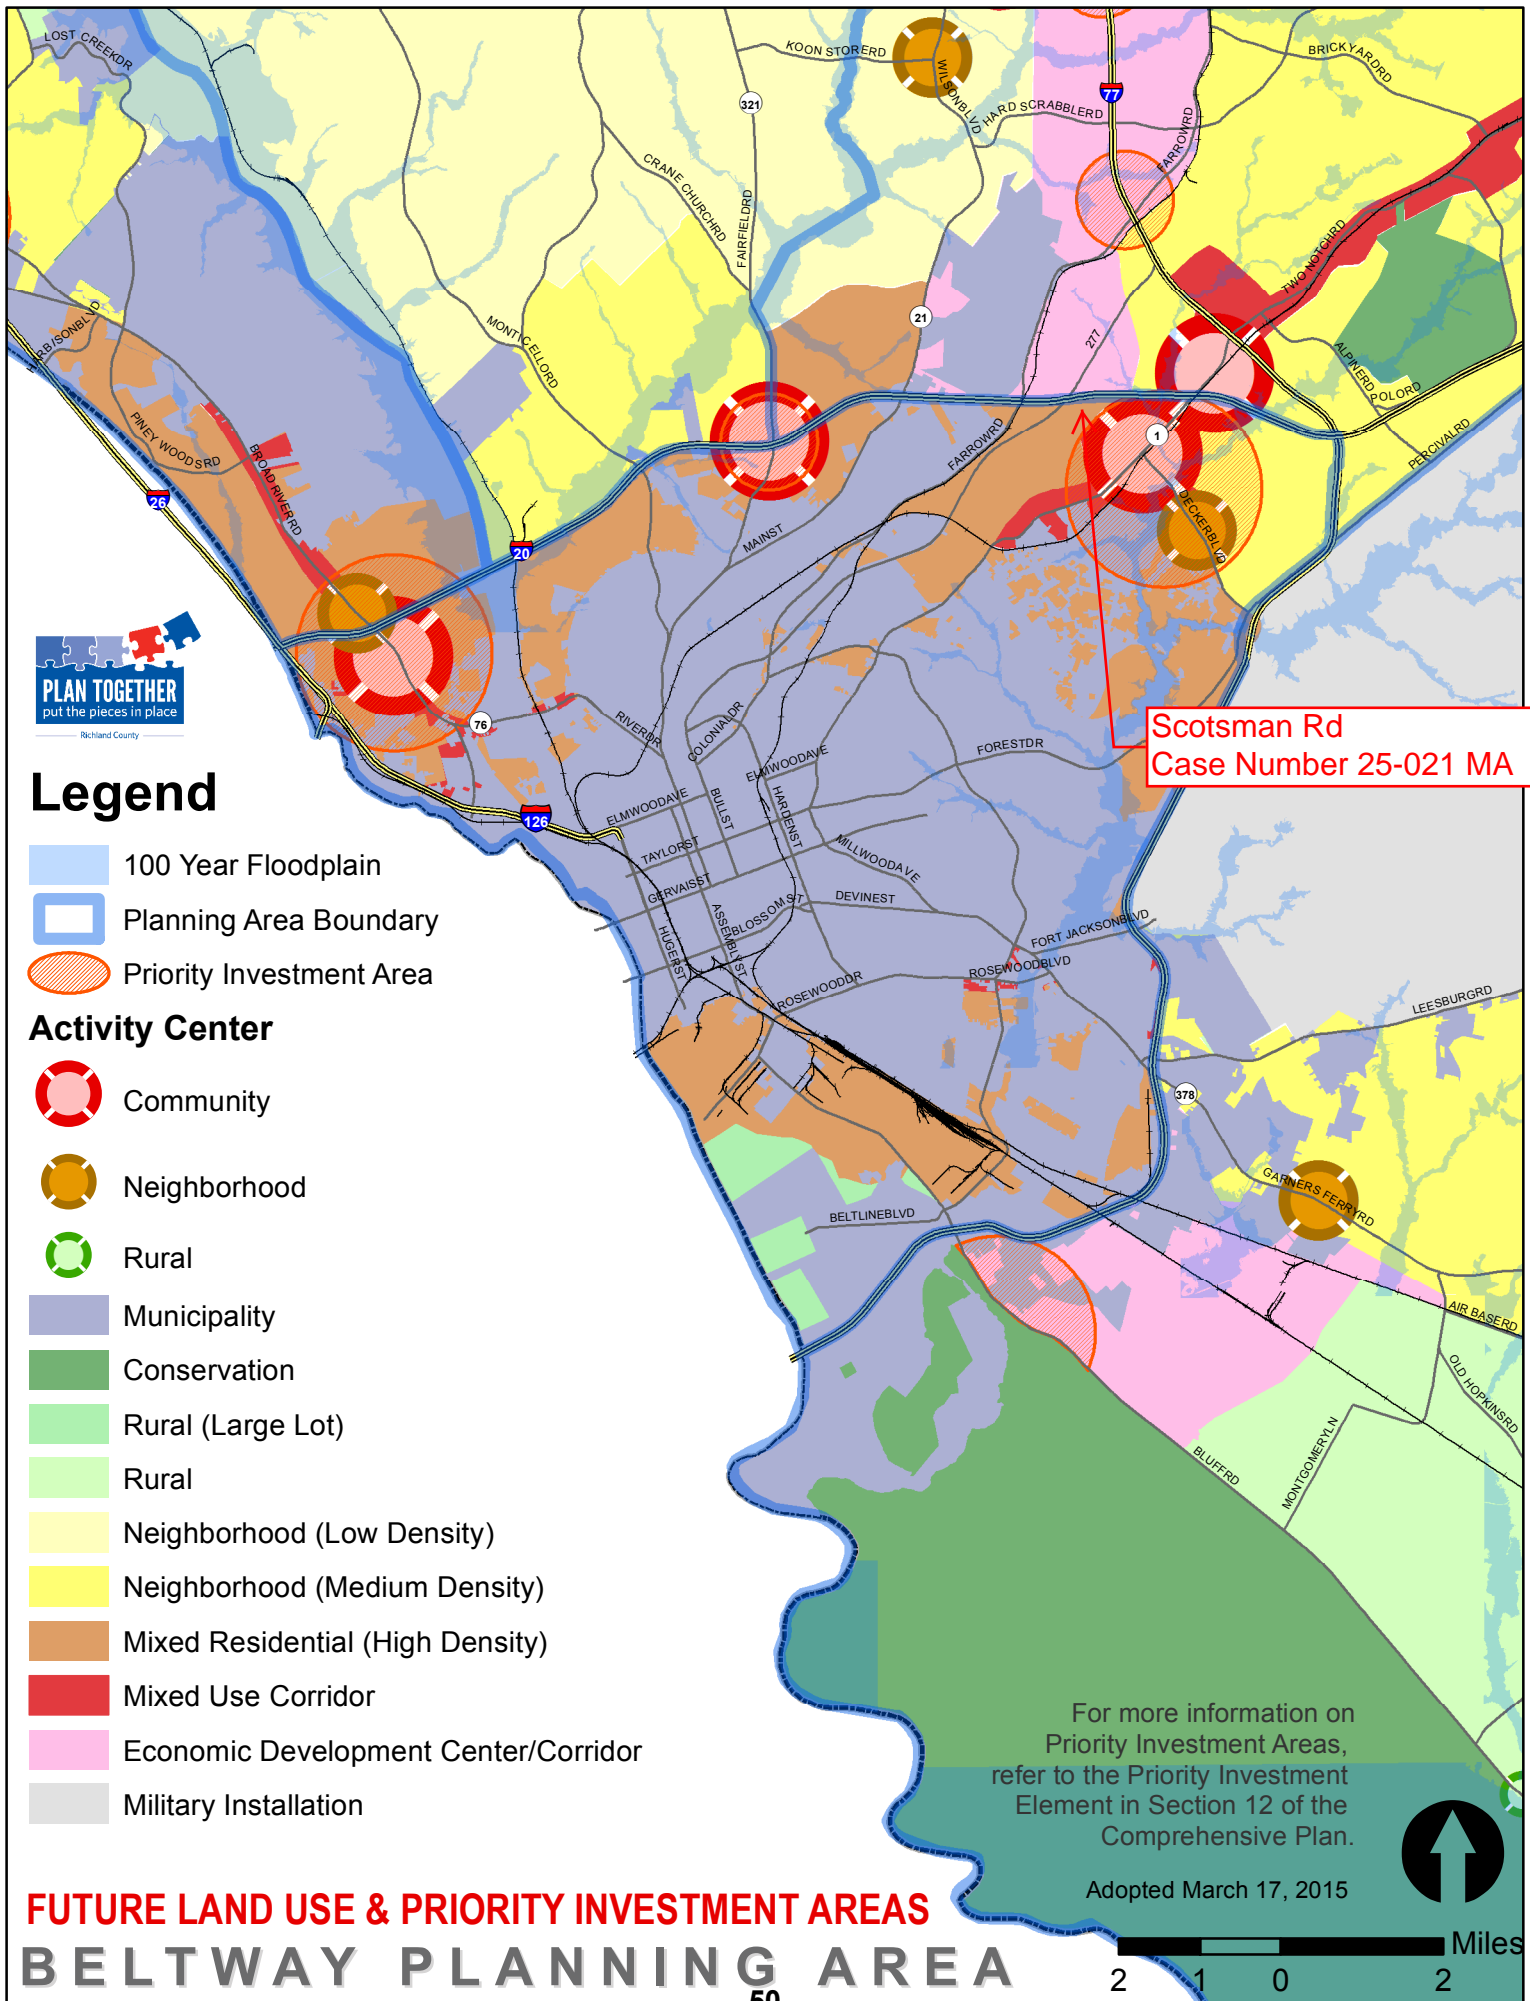 LOST CREEKDR
KOON STORERD
WILSONBLVD
BRICKYARDRD
77
321
HARD SCRABBLERD
FARROWRD
CRANE CHURCHRD
FAIRFIELDRD
TWO NOTCHRD
HARBISONBLVD
MONTICELLORD
21
277
ALPINERD
POLORD
PINEY WOODSRD
BROAD RIVERRD
FARROWRD
1
PERCIVALRD
26
DECKERBLVD
20
MAINST
PLAN TOGETHER
put the pieces in place
Richland County
76
RIVERDR
COLONIALDR
ELMWOODAVE
FORESTDR
Scotsman Rd
Case Number 25-021 MA
Legend
126
ELMWOODAVE
BULLST
HARDENST
TAYLORST
MILLWOODAVE
GERVAISST
DEVINEST
BLOSSOMST
ASSEMBLYST
HUGERST
FORT JACKSONBLVD
ROSEWOODBLVD
ROSEWOODDR
LEESBURGRD
378
GARNERS FERRYRD
BELTLINEBLVD
AIR BASERD
OLD HOPKINSRD
MONTGOMERYLN
BLUFFRD
100 Year Floodplain
Planning Area Boundary
Priority Investment Area
Activity Center
Community
Neighborhood
Rural
Municipality
Conservation
Rural (Large Lot)
Rural
Neighborhood (Low Density)
Neighborhood (Medium Density)
Mixed Residential (High Density)
Mixed Use Corridor
Economic Development Center/Corridor
Military Installation
For more information on
Priority Investment Areas,
refer to the Priority Investment
Element in Section 12 of the
Comprehensive Plan.
Adopted March 17, 2015
FUTURE LAND USE & PRIORITY INVESTMENT AREAS
BELTWAY PLANNING AREA
Miles
2 1 0 2
50